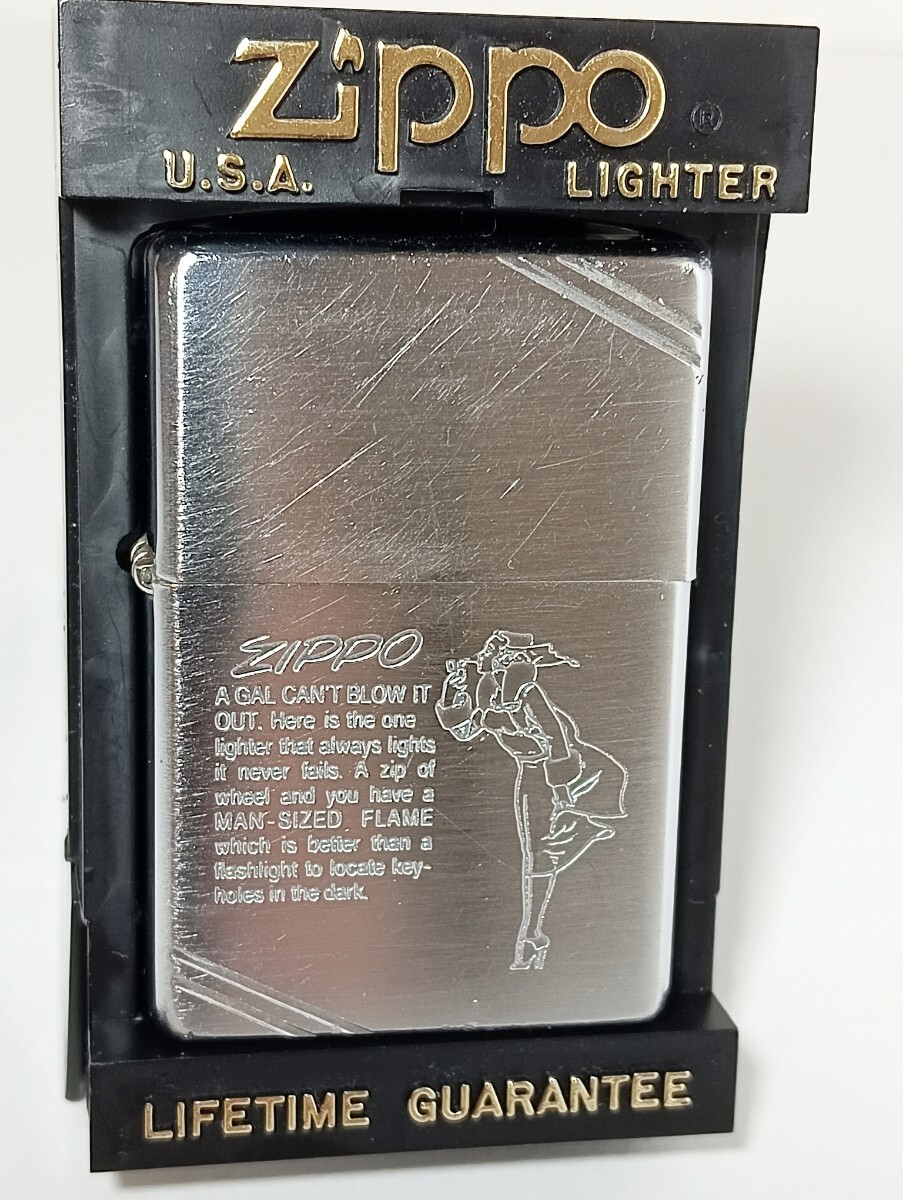 Zippo ®
U.S.A. LIGHTER
ZIPPO
A GAL CAN'T BLOW IT
OUT. Here is the one
lighter that always lights
it never fails. A zip of
wheel and you have a
MAN-SIZED FLAME
which is better than a
flashlight to locate key-
holes in the dark.
LIFETIME GUARANTEE